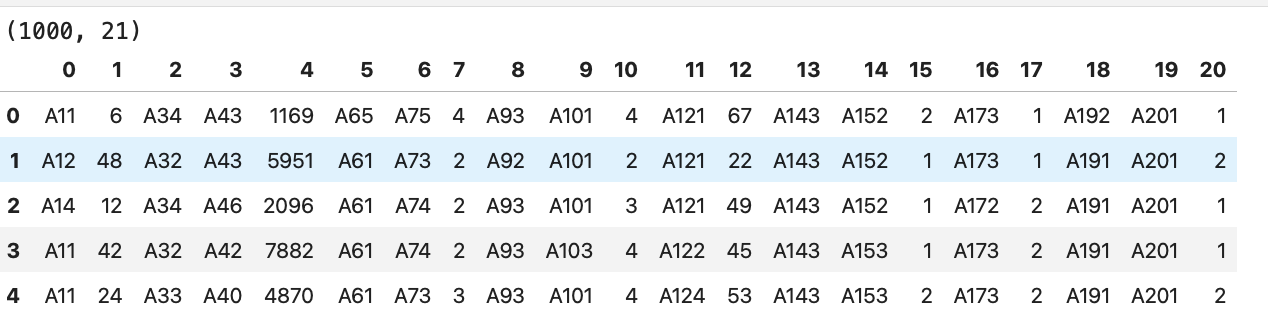 (1000, 21)
0 1 2 3 4 5 6 7 8 9 10 11 12 13 14 15 16 17 18 19 20
0 A11 6 A34 A43 1169 A65 A75 4 A93 A101 4 A121 67 A143 A152 2 A173 1 A192 A201 1
1 A12 48 A32 A43 5951 A61 A73 2 A92 A101 2 A121 22 A143 A152 1 A173 1 A191 A201 2
2 A14 12 A34 A46 2096 A61 A74 2 A93 A101 3 A121 49 A143 A152 1 A172 2 A191 A201 1
3 A11 42 A32 A42 7882 A61 A74 2 A93 A103 4 A122 45 A143 A153 1 A173 2 A191 A201 1
4 A11 24 A33 A40 4870 A61 A73 3 A93 A101 4 A124 53 A143 A153 2 A173 2 A191 A201 2